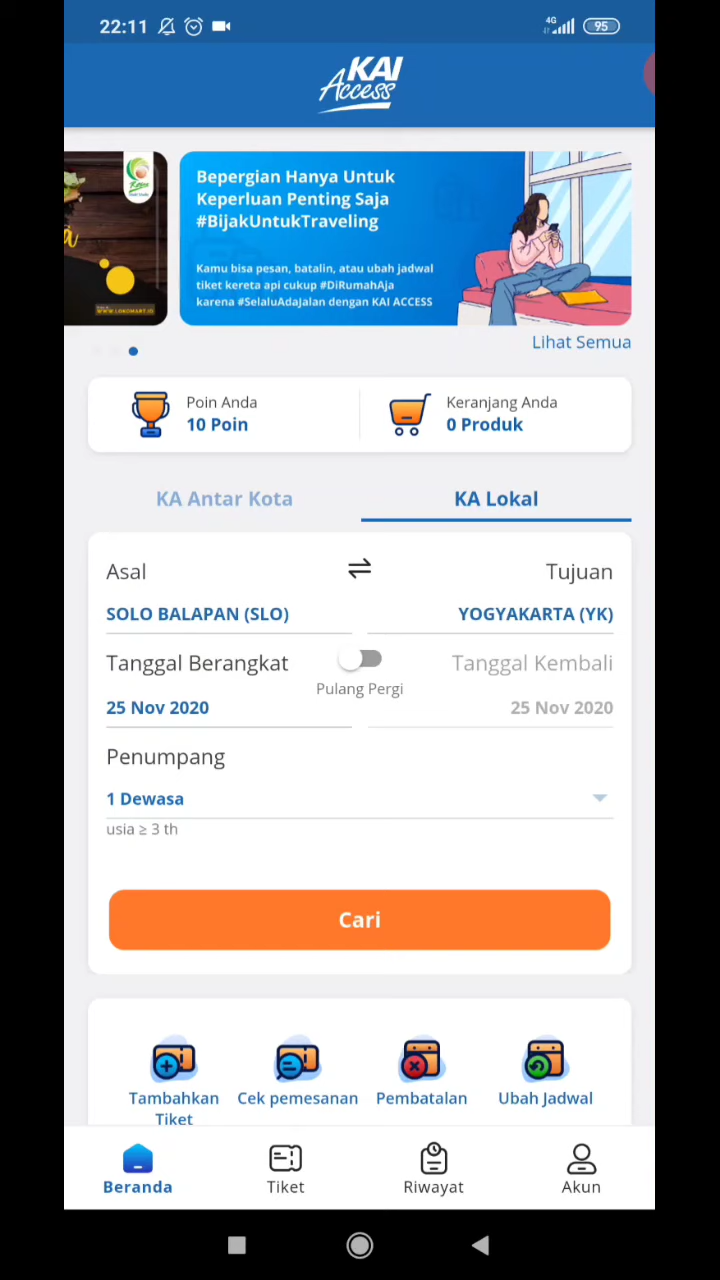 22:11
4G
95
KAI
Access
Bepergian Hanya Untuk
Keperluan Penting Saja
#BijakUntukTraveling
Kamu bisa pesan, batalin, atau ubah jadwal
tiket kereta api cukup #DiRumahAja
karena #SelaluAdaJalan dengan KAI ACCESS
WWW.LOKOMART.ID
Lihat Semua
Poin Anda
10 Poin
Keranjang Anda
0 Produk
KA Antar Kota
KA Lokal
Asal
Tujuan
SOLO BALAPAN (SLO)
YOGYAKARTA (YK)
Tanggal Berangkat
Tanggal Kembali
Pulang Pergi
25 Nov 2020
25 Nov 2020
Penumpang
1 Dewasa
usia ≥ 3 th
Cari
Tambahkan
Tiket
Cek pemesanan
Pembatalan
Ubah Jadwal
Beranda
Tiket
Riwayat
Akun